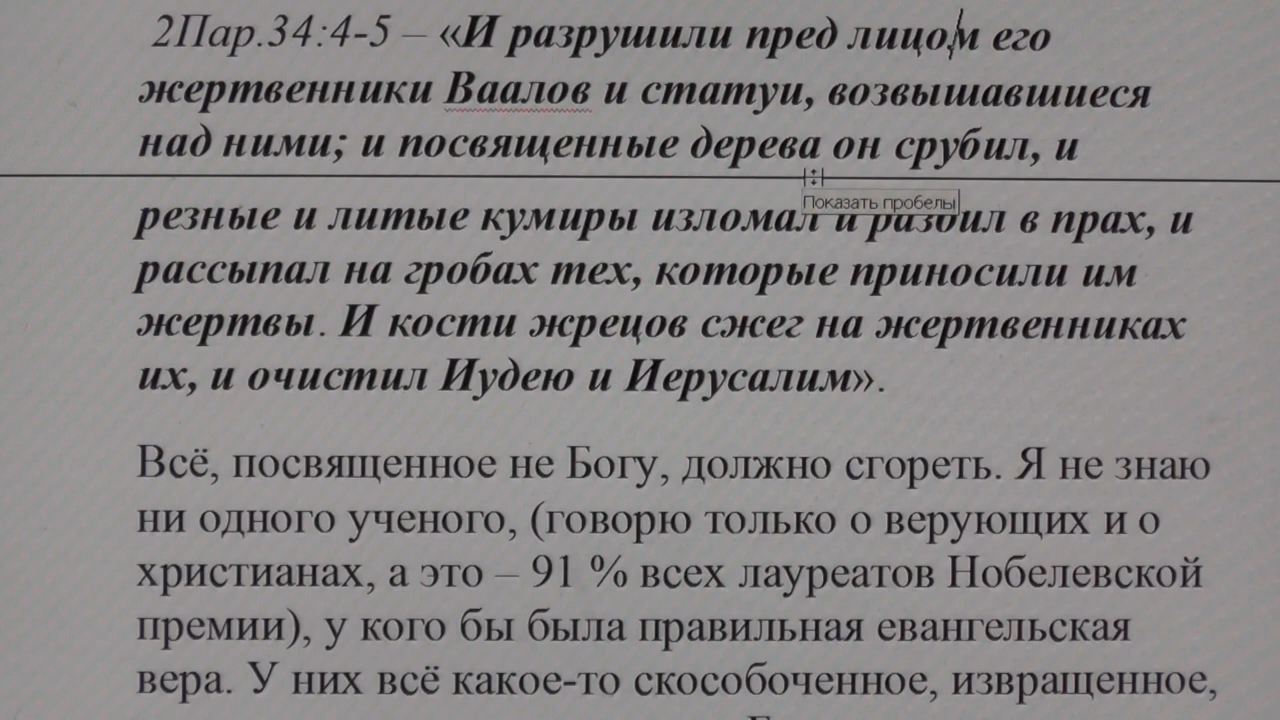 2Пар.34:4-5 – «И разрушили пред лицом его
жертвенники Ваалов и статуи, возвышавшиеся
над ними; и посвященные дерева он срубил, и
Показать пробелы
резные и литые кумиры изломал и разбил в прах, и
рассыпал на гробах тех, которые приносили им
жертвы. И кости жрецов сжег на жертвенниках
их, и очистил Иудею и Иерусалим».
Всё, посвященное не Богу, должно сгореть. Я не знаю
ни одного ученого, (говорю только о верующих и о
христианах, а это – 91 % всех лауреатов Нобелевской
премии), у кого бы была правильная евангельская
вера. У них всё какое-то скособоченное, извращенное,